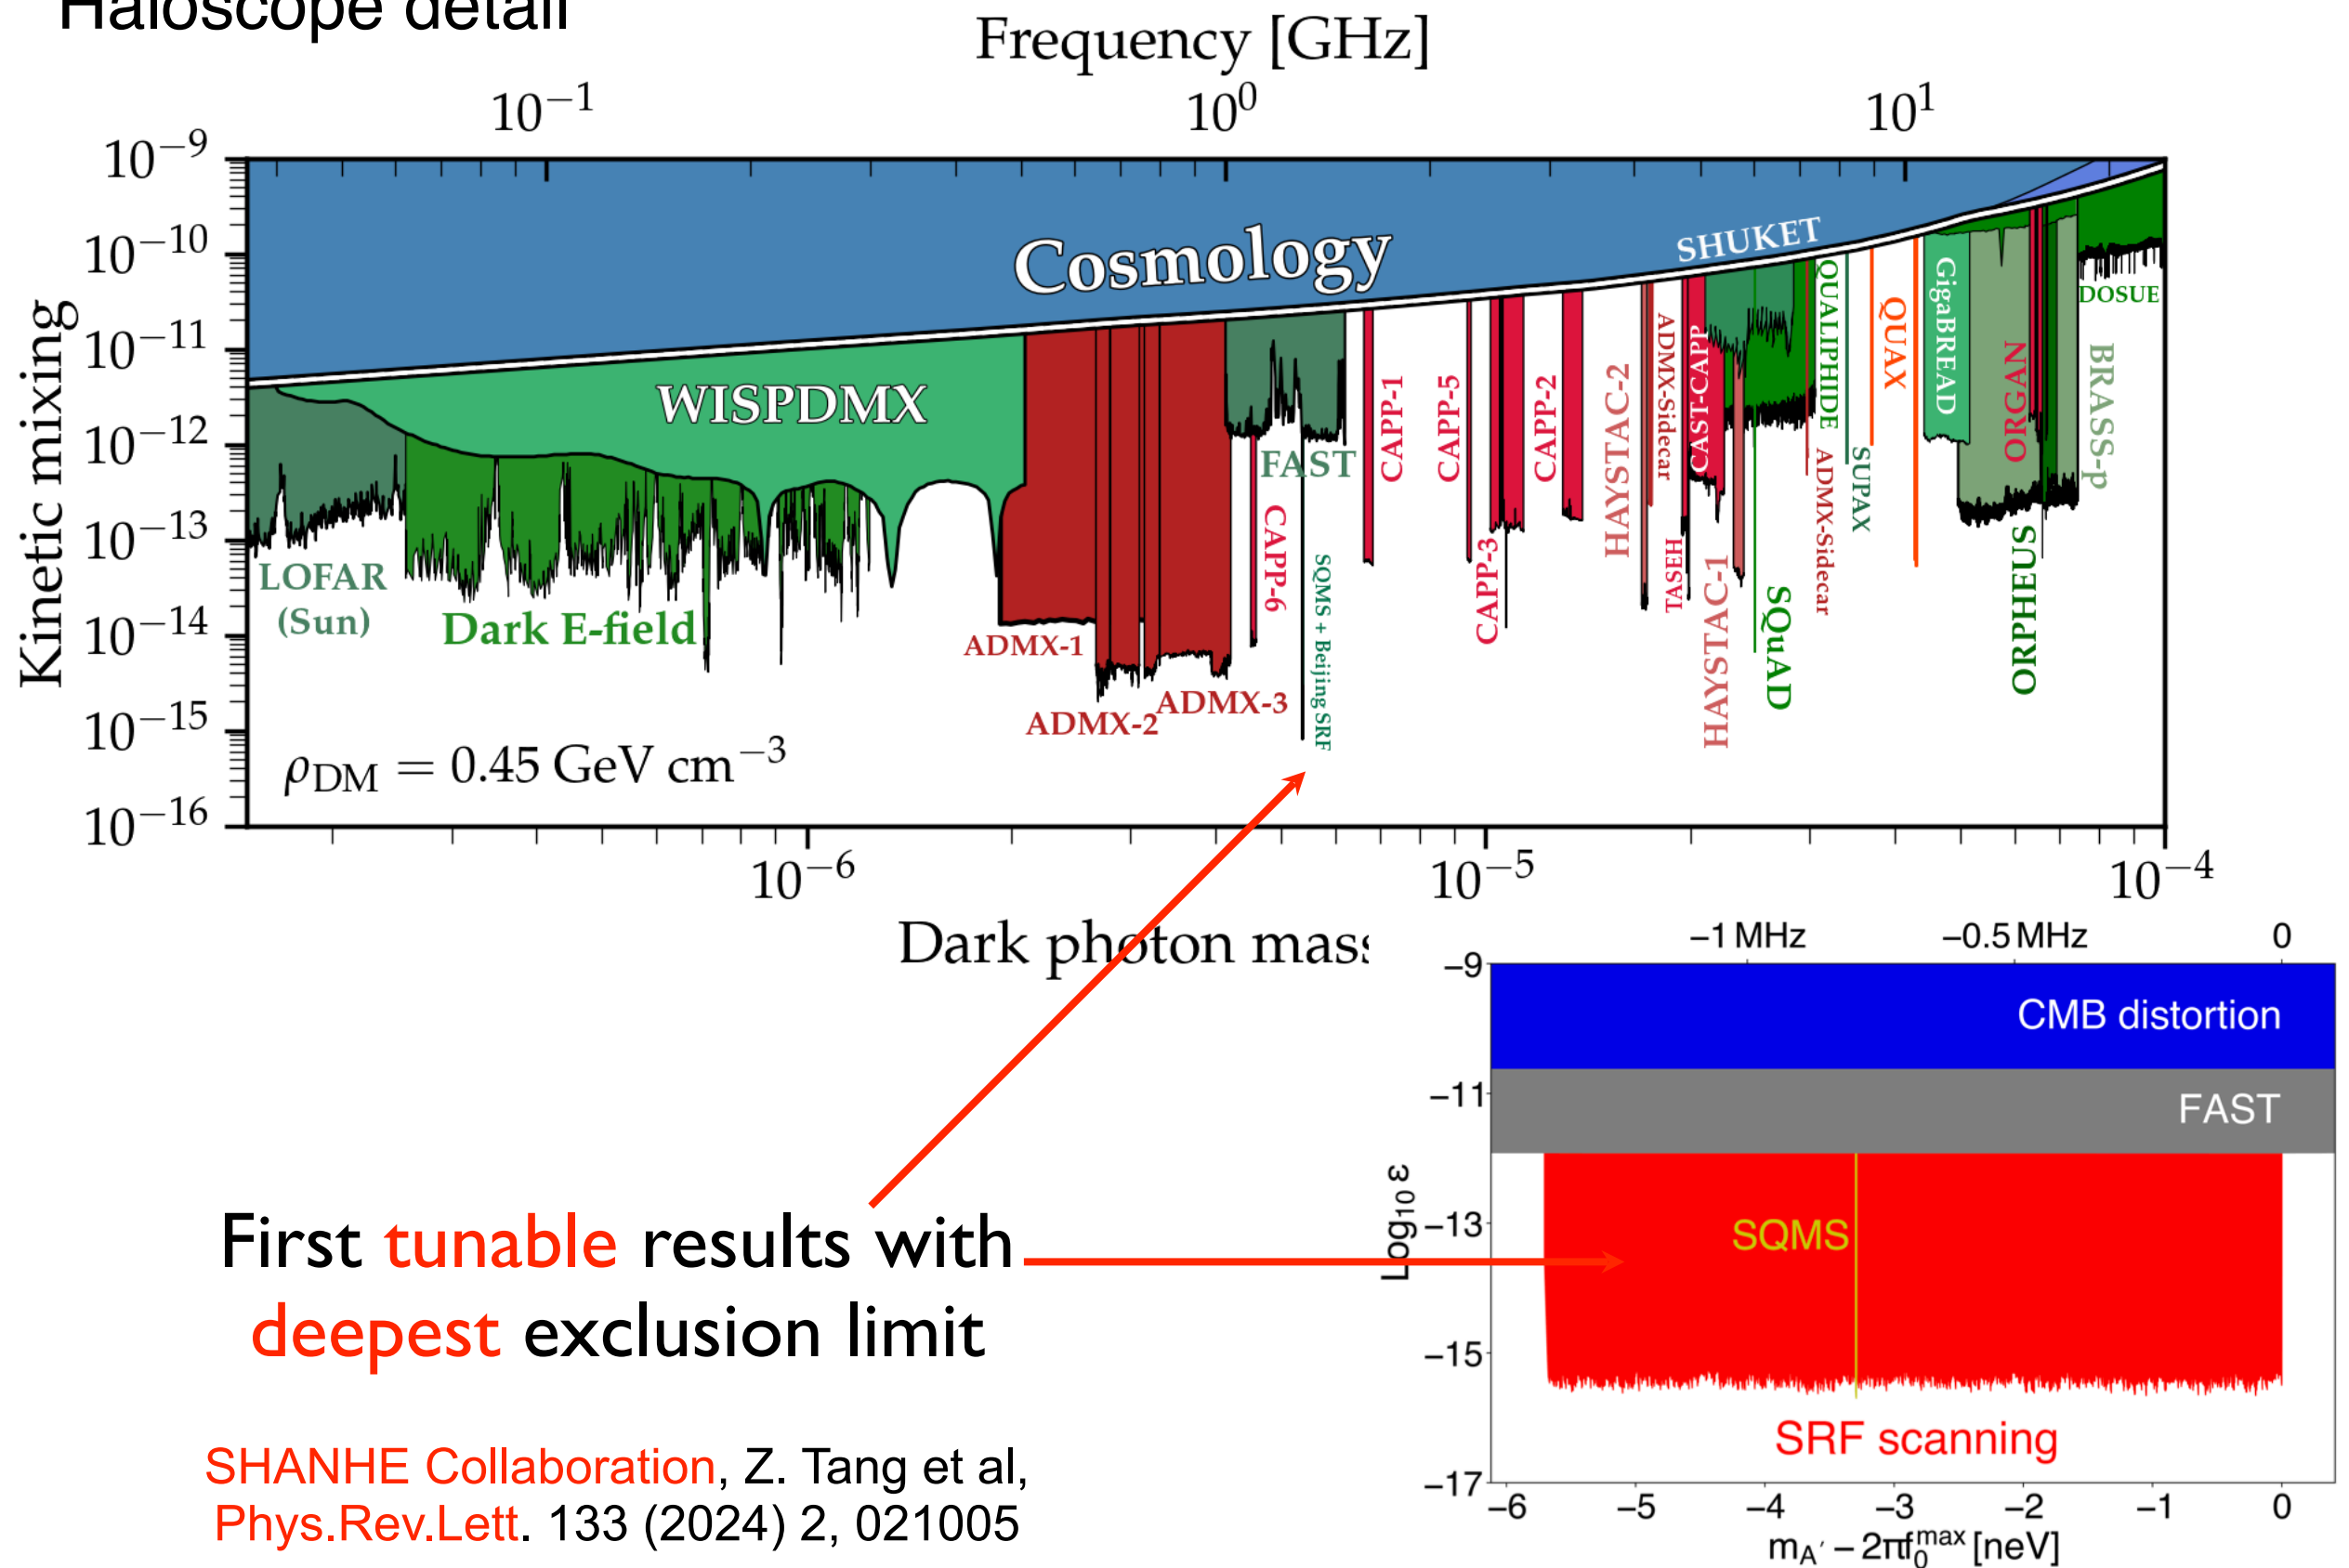 Haloscope detail
Frequency [GHz]
10⁻¹ 10⁰ 10¹
10⁻⁹
10⁻¹⁰
10⁻¹¹
10⁻¹²
10⁻¹³
10⁻¹⁴
10⁻¹⁵
10⁻¹⁶
Kinetic mixing
Cosmology
SHUKET
WISPDMX
LOFAR
(Sun)
Dark E-field
ADMX-1
ADMX-2
ADMX-3
FAST
CAPP-6
SQMS + Beijing SRF
CAPP-1
CAPP-5
CAPP-3
CAPP-2
HAYSTAC-2
ADMX-Sidecar
TASEH
CAST-CAPP
HAYSTAC-1
SQuAD
QUALIPHIDE
ADMX-Sidecar
SUPAX
QUAX
GigaBREAD
ORGAN
ORPHEUS
BRASS-p
DOSUE
ρDM = 0.45 GeV cm⁻³
10⁻⁶ 10⁻⁵ 10⁻⁴
Dark photon mass
−1 MHz −0.5 MHz 0
−9
−11
−13
−15
−17
Log₁₀ ε
CMB distortion
FAST
SQMS
SRF scanning
−6 −5 −4 −3 −2 −1 0
m_A′ − 2πf₀^max [neV]
First tunable results with
deepest exclusion limit
SHANHE Collaboration, Z. Tang et al,
Phys.Rev.Lett. 133 (2024) 2, 021005